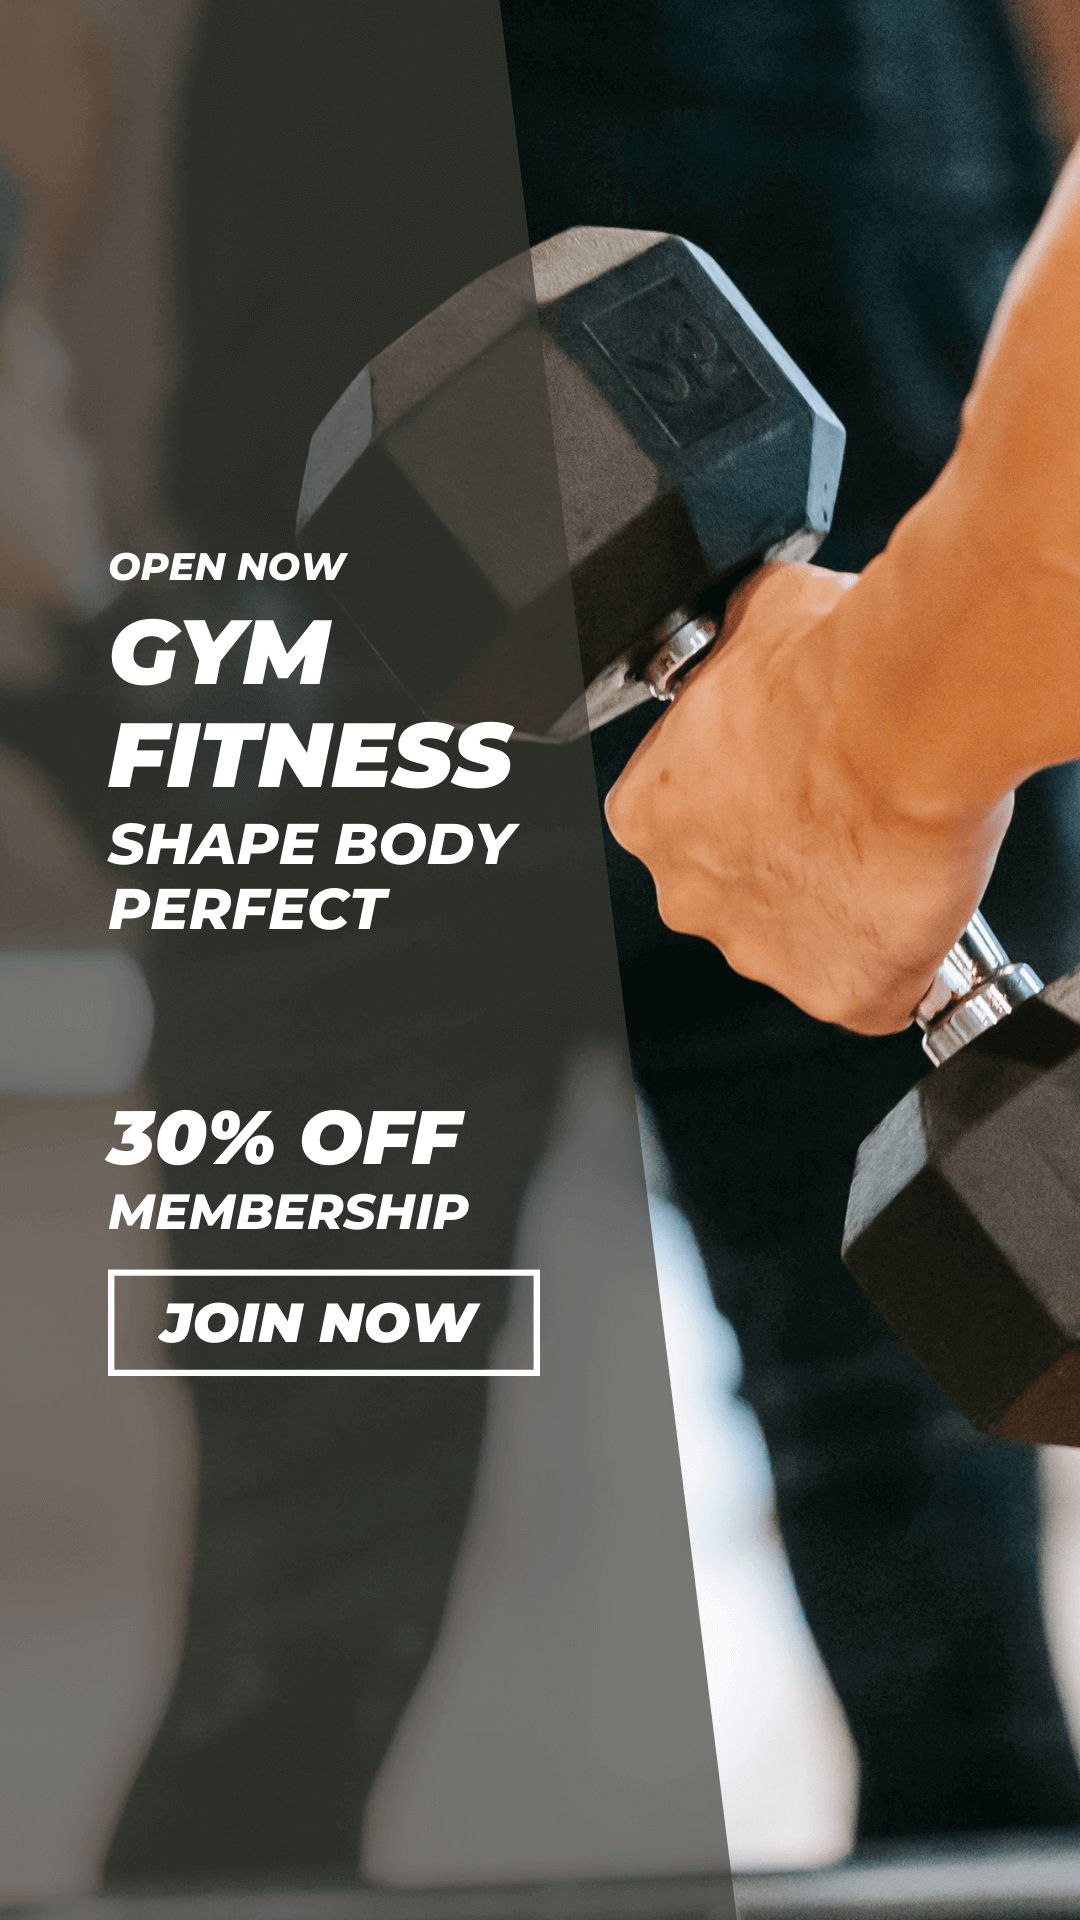 OPEN NOW
GYM
FITNESS
SHAPE BODY
PERFECT
30% OFF
MEMBERSHIP
JOIN NOW